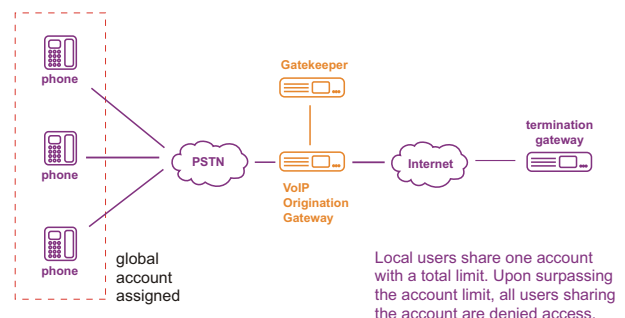 phone
phone
phone
global
account
assigned
PSTN
Gatekeeper
VoIP
Origination
Gateway
Internet
termination
gateway
Local users share one account
with a total limit. Upon surpassing
the account limit, all users sharing
the account are denied access.